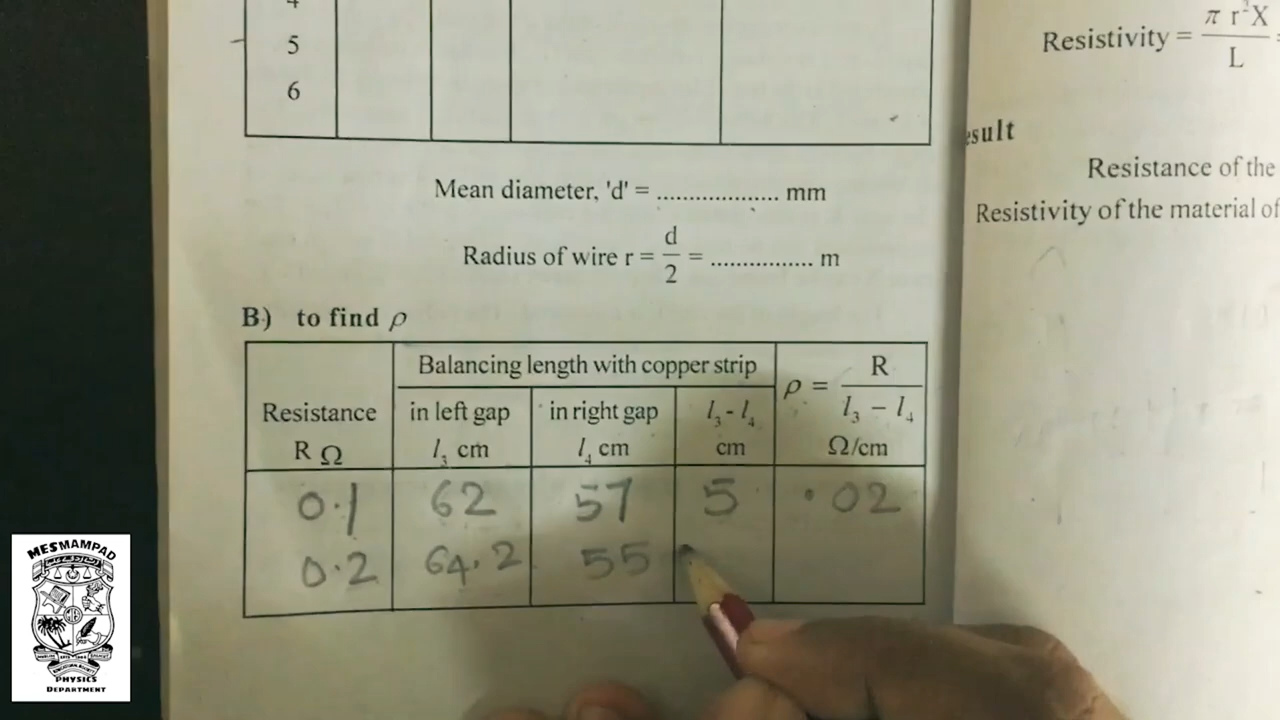 4
5
6
Mean diameter, 'd' = ................... mm
Radius of wire r = d/2 = ................ m
B) to find ρ
Resistance R Ω
Balancing length with copper strip
in left gap l₃ cm
in right gap l₄ cm
l₃ - l₄ cm
ρ = R/(l₃ - l₄) Ω/cm
0.1 62 57 5 .02
0.2 64.2 55
Resistivity = π r²X / L =
esult
Resistance of the
Resistivity of the material of
MESMAMPAD
PHYSICS
DEPARTMENT